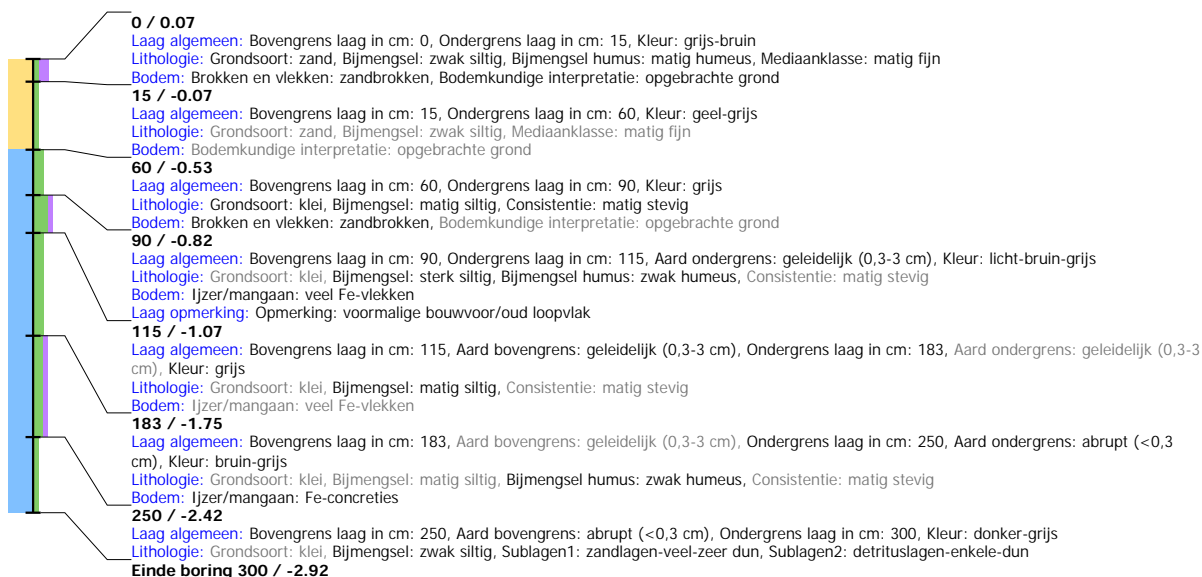 0 / 0.07
Laag algemeen: Bovengrens laag in cm: 0, Ondergrens laag in cm: 15, Kleur: grijs-bruin
Lithologie: Grondsoort: zand, Bijmengsel: zwak siltig, Bijmengsel humus: matig humeus, Mediaanklasse: matig fijn
Bodem: Brokken en vlekken: zandbrokken, Bodemkundige interpretatie: opgebrachte grond
15 / -0.07
Laag algemeen: Bovengrens laag in cm: 15, Ondergrens laag in cm: 60, Kleur: geel-grijs
Lithologie: Grondsoort: zand, Bijmengsel: zwak siltig, Mediaanklasse: matig fijn
Bodem: Bodemkundige interpretatie: opgebrachte grond
60 / -0.53
Laag algemeen: Bovengrens laag in cm: 60, Ondergrens laag in cm: 90, Kleur: grijs
Lithologie: Grondsoort: klei, Bijmengsel: matig siltig, Consistentie: matig stevig
Bodem: Brokken en vlekken: zandbrokken, Bodemkundige interpretatie: opgebrachte grond
90 / -0.82
Laag algemeen: Bovengrens laag in cm: 90, Ondergrens laag in cm: 115, Aard ondergrens: geleidelijk (0,3-3 cm), Kleur: licht-bruin-grijs
Lithologie: Grondsoort: klei, Bijmengsel: sterk siltig, Bijmengsel humus: zwak humeus, Consistentie: matig stevig
Bodem: Ijzer/mangaan: veel Fe-vlekken
Laag opmerking: Opmerking: voormalige bouwvoor/oud loopvlak
115 / -1.07
Laag algemeen: Bovengrens laag in cm: 115, Aard bovengrens: geleidelijk (0,3-3 cm), Ondergrens laag in cm: 183, Aard ondergrens: geleidelijk (0,3-3
cm), Kleur: grijs
Lithologie: Grondsoort: klei, Bijmengsel: matig siltig, Consistentie: matig stevig
Bodem: Ijzer/mangaan: veel Fe-vlekken
183 / -1.75
Laag algemeen: Bovengrens laag in cm: 183, Aard bovengrens: geleidelijk (0,3-3 cm), Ondergrens laag in cm: 250, Aard ondergrens: abrupt (<0,3
cm), Kleur: bruin-grijs
Lithologie: Grondsoort: klei, Bijmengsel: matig siltig, Bijmengsel humus: zwak humeus, Consistentie: matig stevig
Bodem: Ijzer/mangaan: Fe-concreties
250 / -2.42
Laag algemeen: Bovengrens laag in cm: 250, Aard bovengrens: abrupt (<0,3 cm), Ondergrens laag in cm: 300, Kleur: donker-grijs
Lithologie: Grondsoort: klei, Bijmengsel: zwak siltig, Sublagen1: zandlagen-veel-zeer dun, Sublagen2: detrituslagen-enkele-dun
Einde boring 300 / -2.92